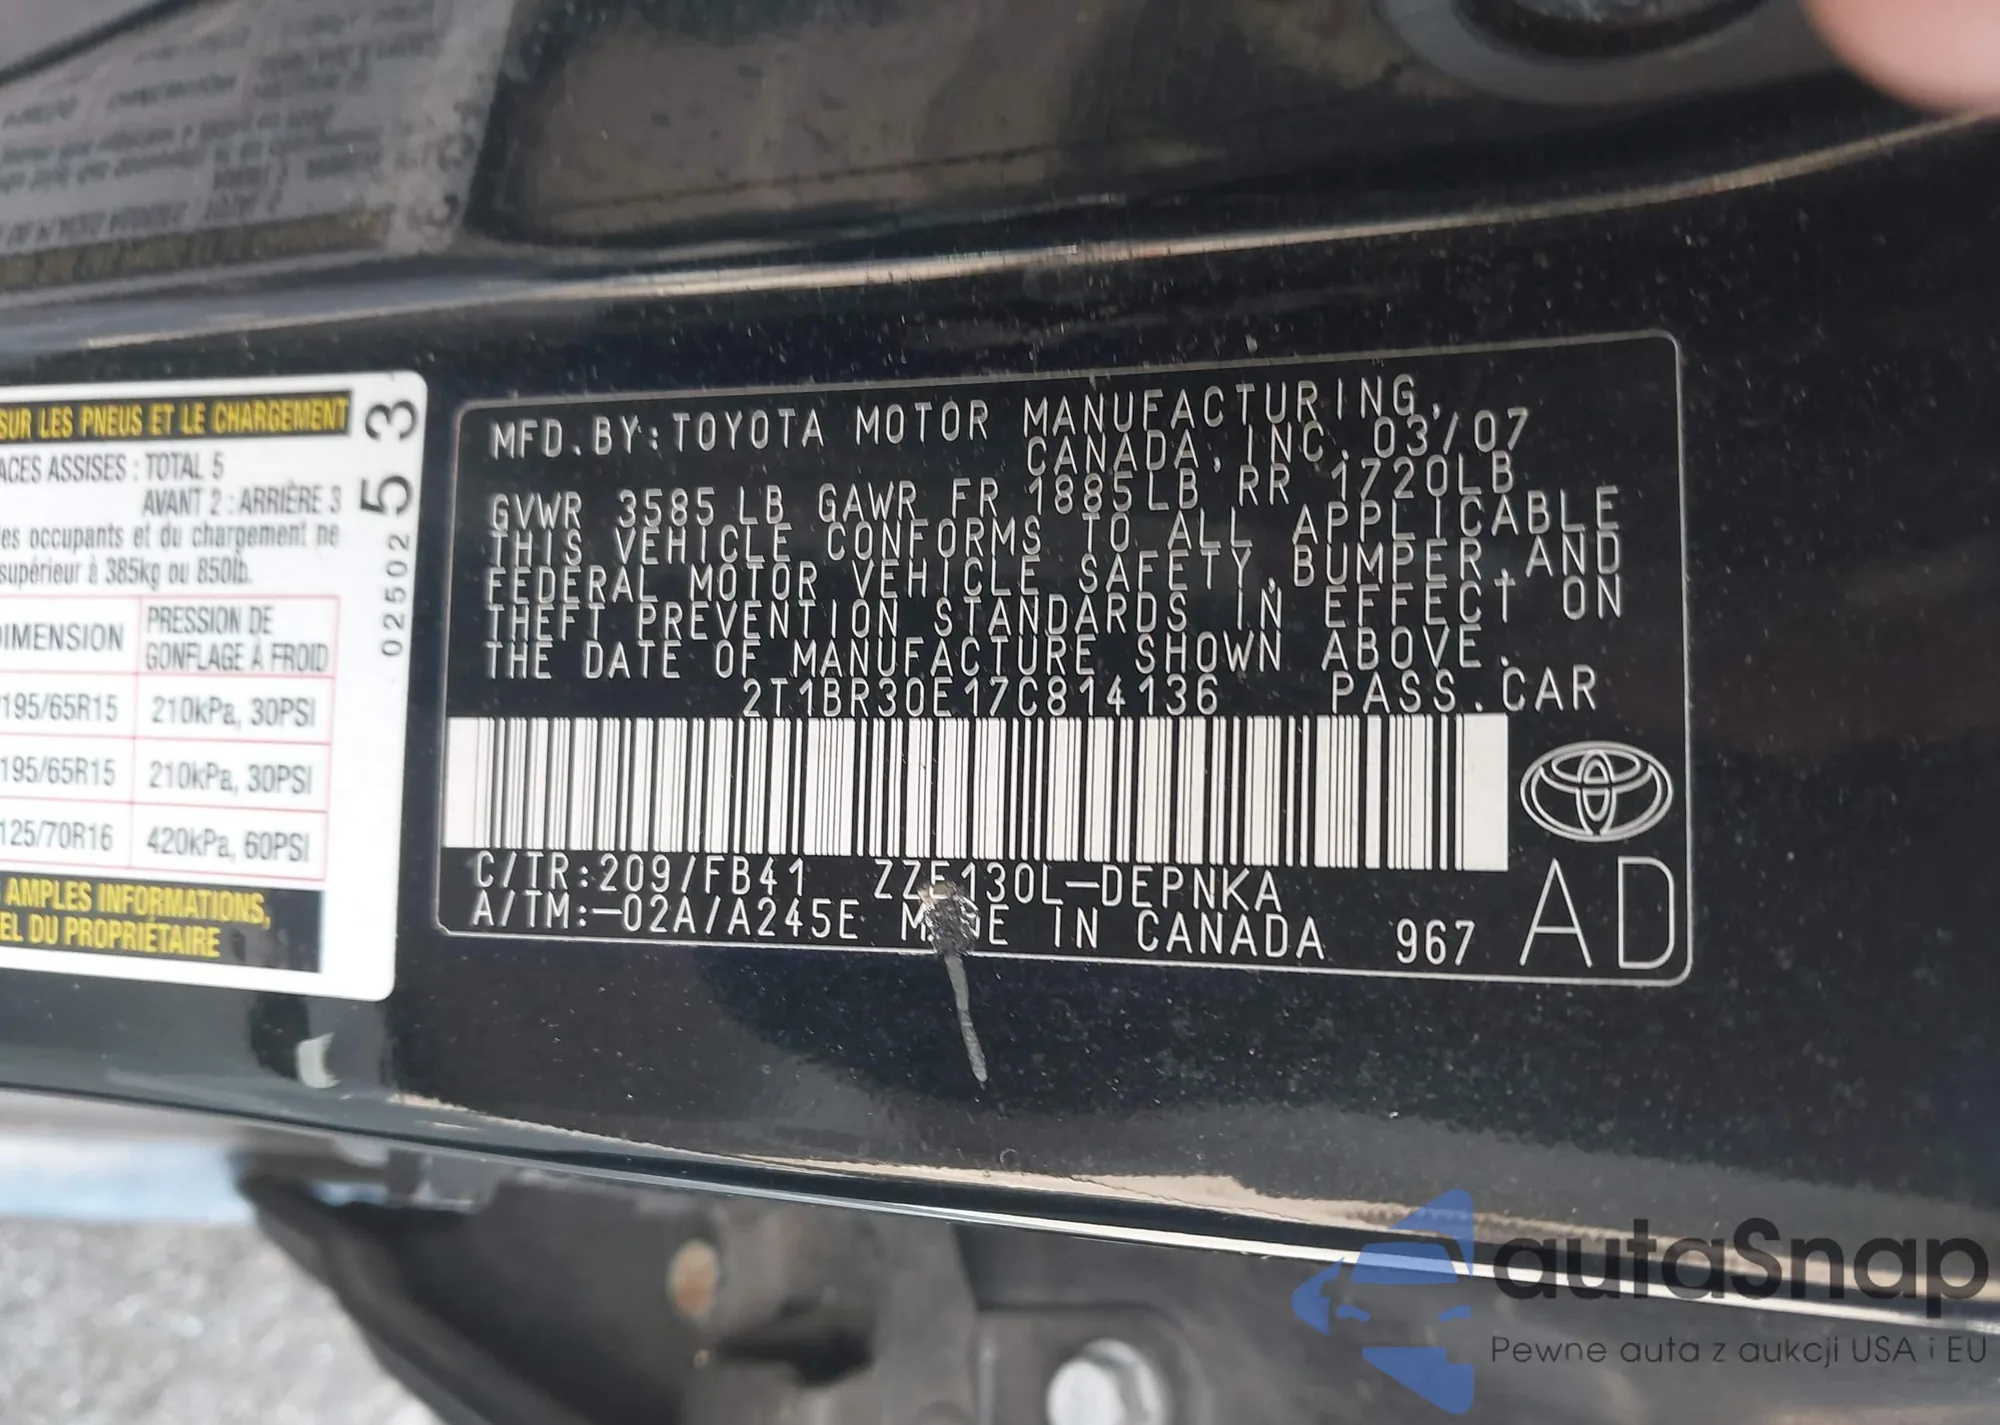 SUR LES PNEUS ET LE CHARGEMENT
ACES ASSISES : TOTAL 5
AVANT 2 : ARRIÈRE 3
les occupants et du chargement ne
supérieur à 385kg ou 850lb.
DIMENSION PRESSION DE GONFLAGE À FROID
195/65R15 210kPa, 30PSI
195/65R15 210kPa, 30PSI
125/70R16 420kPa, 60PSI
AMPLES INFORMATIONS,
EL DU PROPRIÉTAIRE
02502 53
MFD.BY:TOYOTA MOTOR MANUFACTURING,
CANADA, INC. 03/07
GVWR 3585 LB GAWR FR 1885LB RR 1720LB
THIS VEHICLE CONFORMS TO ALL APPLICABLE
FEDERAL MOTOR VEHICLE SAFETY, BUMPER, AND
THEFT PREVENTION STANDARDS IN EFFECT ON
THE DATE OF MANUFACTURE SHOWN ABOVE.
2T1BR30E17C814136 PASS.CAR
C/TR:209/FB41 ZZE130L-DEPNKA
A/TM:-02A/A245E MADE IN CANADA 967 AD
autaSnap
Pewne auta z aukcji USA i EU